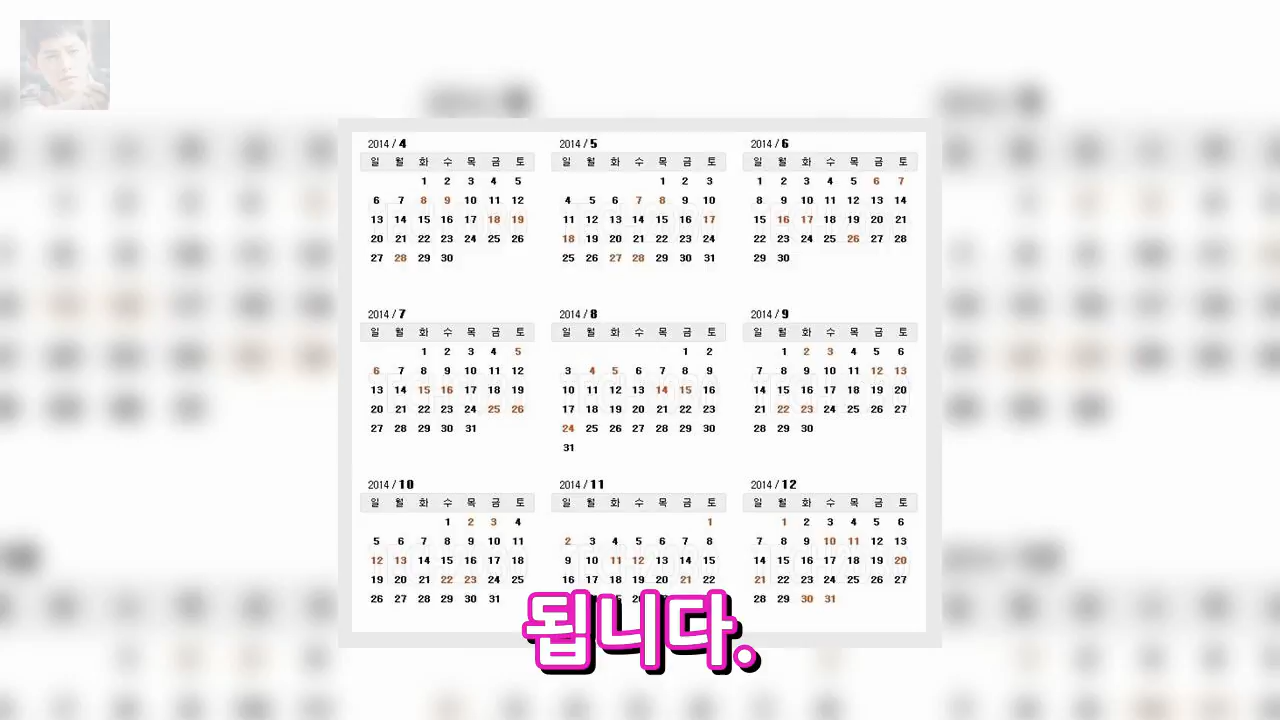 2014 / 4
일 월 화 수 목 금 토
1 2 3 4 5
6 7 8 9 10 11 12
13 14 15 16 17 18 19
20 21 22 23 24 25 26
27 28 29 30
2014 / 5
일 월 화 수 목 금 토
1 2 3
4 5 6 7 8 9 10
11 12 13 14 15 16 17
18 19 20 21 22 23 24
25 26 27 28 29 30 31
2014 / 6
일 월 화 수 목 금 토
1 2 3 4 5 6 7
8 9 10 11 12 13 14
15 16 17 18 19 20 21
22 23 24 25 26 27 28
29 30
2014 / 7
일 월 화 수 목 금 토
1 2 3 4 5
6 7 8 9 10 11 12
13 14 15 16 17 18 19
20 21 22 23 24 25 26
27 28 29 30 31
2014 / 8
일 월 화 수 목 금 토
1 2
3 4 5 6 7 8 9
10 11 12 13 14 15 16
17 18 19 20 21 22 23
24 25 26 27 28 29 30
31
2014 / 9
일 월 화 수 목 금 토
1 2 3 4 5 6
7 8 9 10 11 12 13
14 15 16 17 18 19 20
21 22 23 24 25 26 27
28 29 30
2014 / 10
일 월 화 수 목 금 토
1 2 3 4
5 6 7 8 9 10 11
12 13 14 15 16 17 18
19 20 21 22 23 24 25
26 27 28 29 30 31
2014 / 11
일 월 화 수 목 금 토
1
2 3 4 5 6 7 8
9 10 11 12 13 14 15
16 17 18 19 20 21 22
2014 / 12
일 월 화 수 목 금 토
1 2 3 4 5 6
7 8 9 10 11 12 13
14 15 16 17 18 19 20
21 22 23 24 25 26 27
28 29 30 31
됩니다.